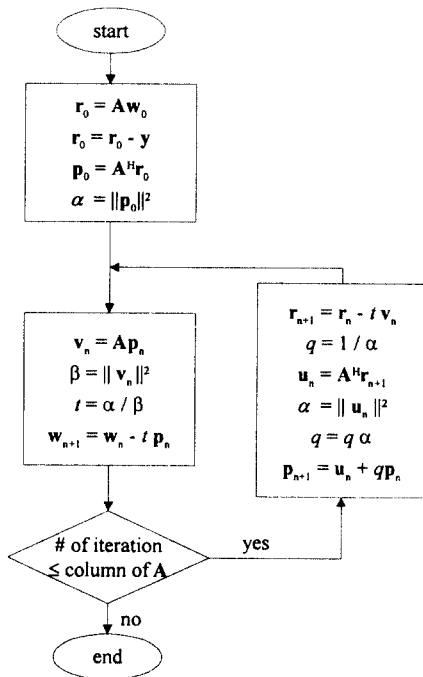 start
r₀ = Aw₀
r₀ = r₀ - y
p₀ = Aᴴr₀
α = ||p₀||²
vₙ = Apₙ
β = || vₙ ||²
t = α / β
wₙ₊₁ = wₙ - t pₙ
# of iteration
≤ column of A
yes
no
end
rₙ₊₁ = rₙ - t vₙ
q = 1 / α
uₙ = Aᴴrₙ₊₁
α = || uₙ ||²
q = q α
pₙ₊₁ = uₙ + qpₙ